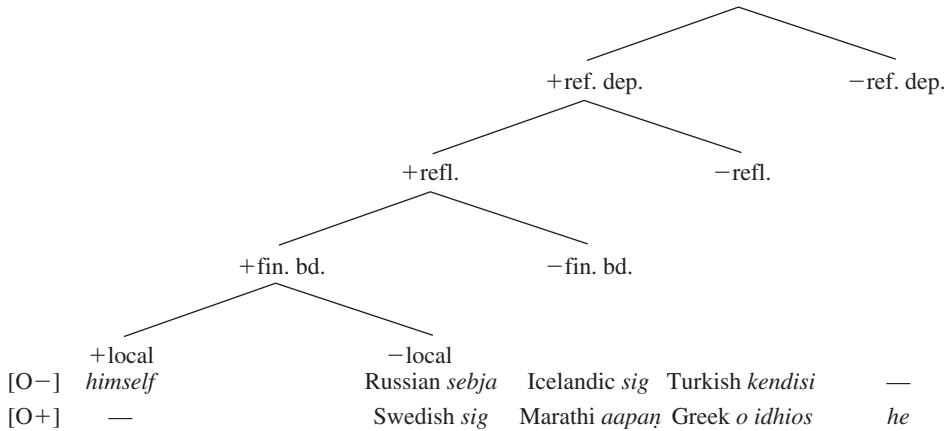 +ref. dep. −ref. dep.
+refl. −refl.
+fin. bd. −fin. bd.
+local −local
[O−] himself Russian sebja Icelandic sig Turkish kendisi —
[O+] — Swedish sig Marathi aapaṇ Greek o idhios he